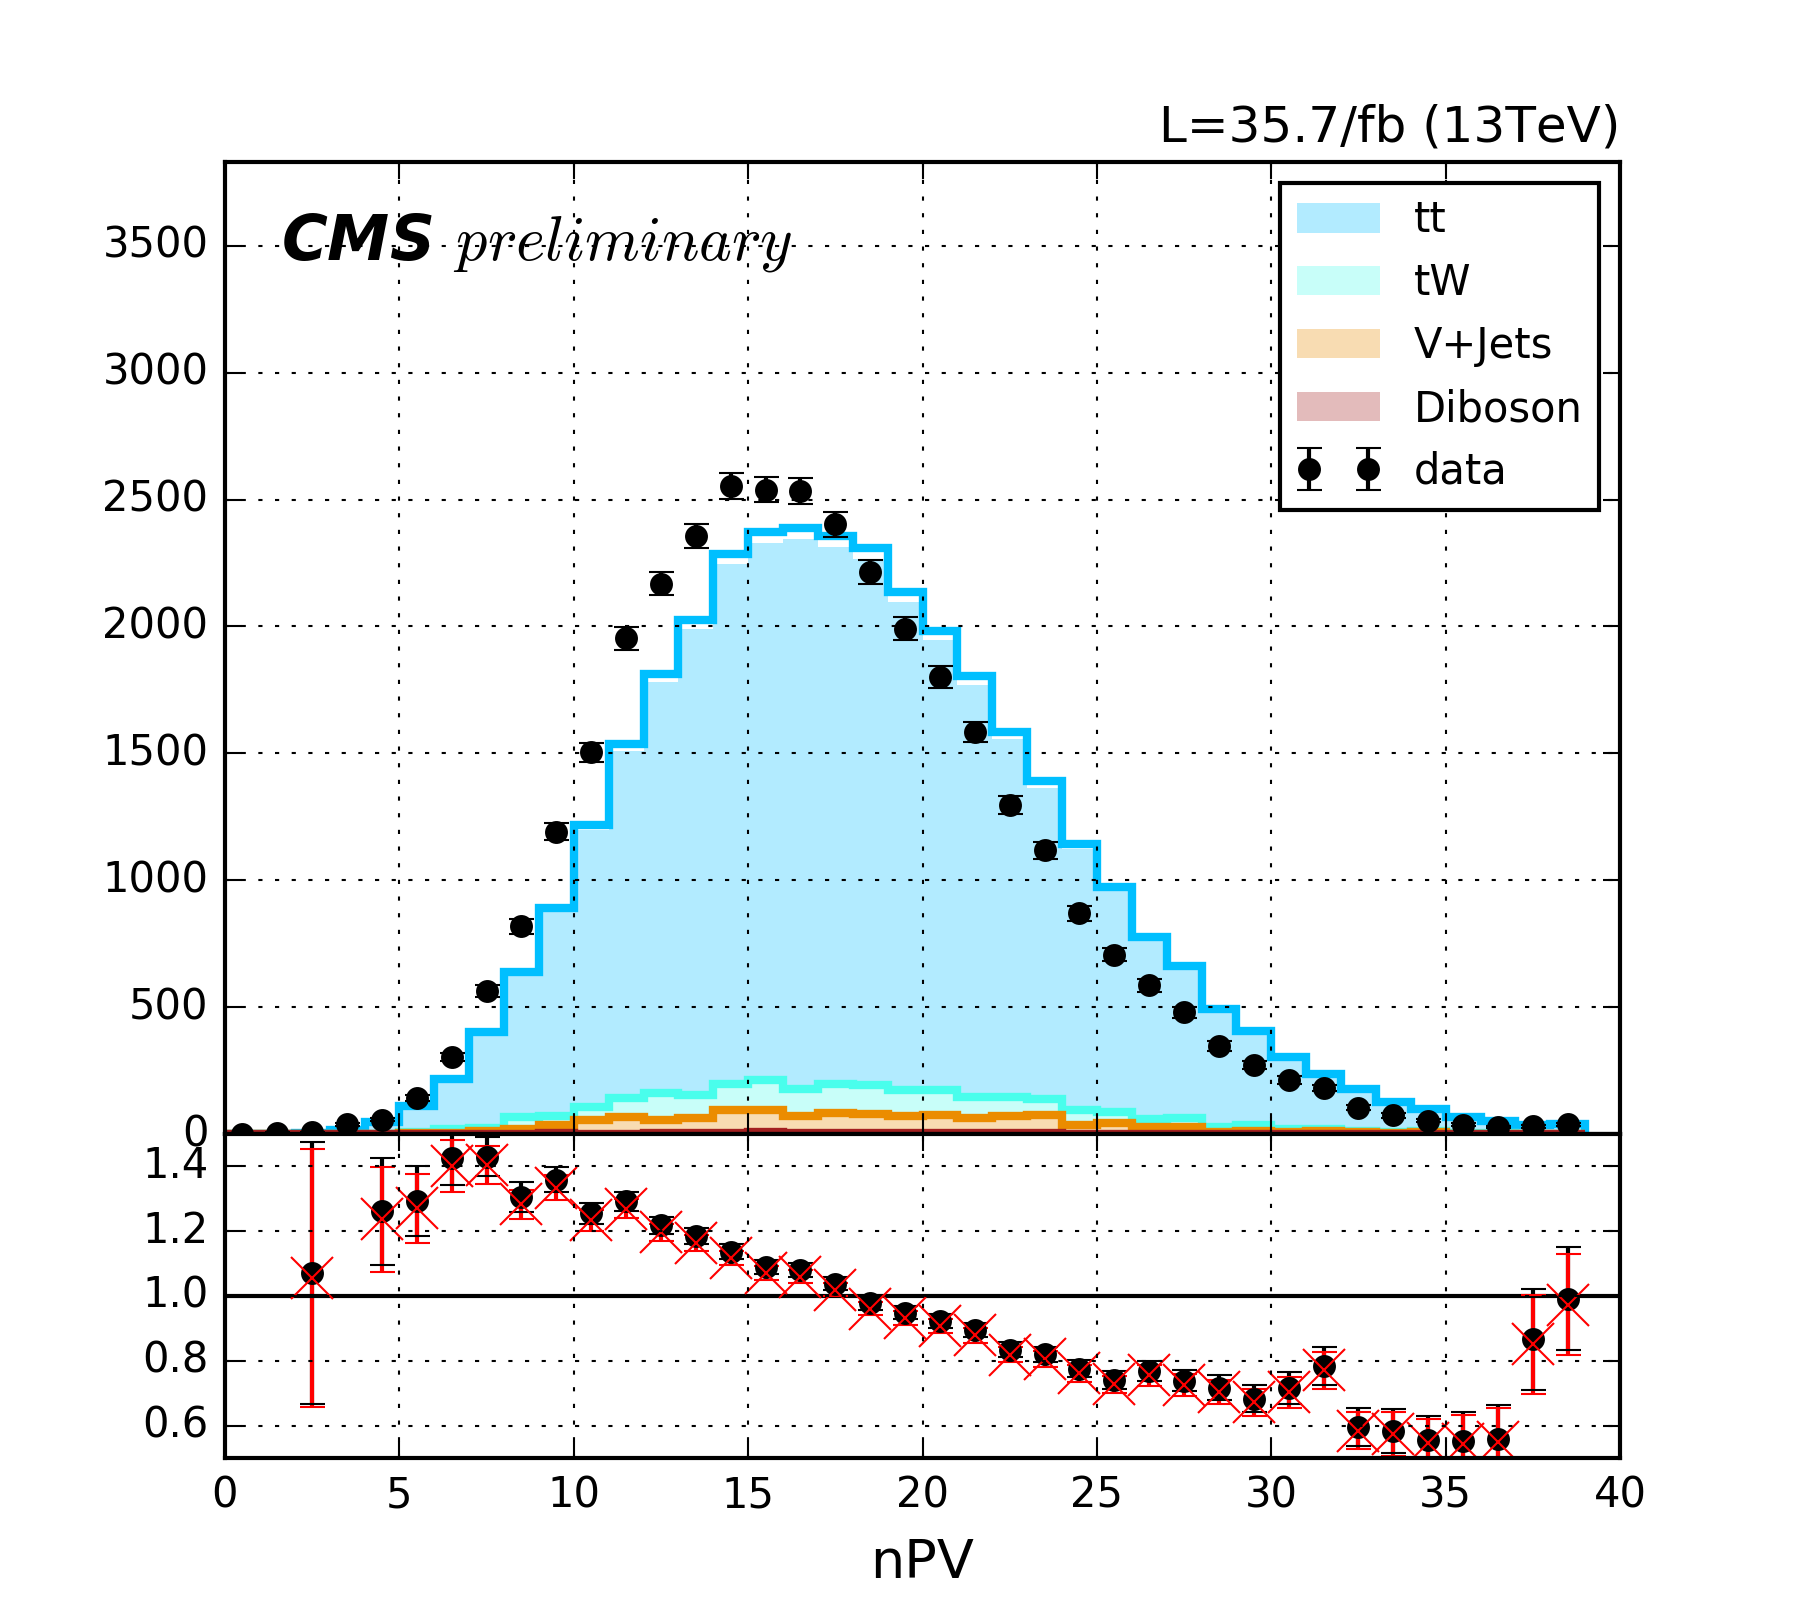 L=35.7/fb (13TeV)
CMS preliminary
tt
tW
V+Jets
Diboson
data
3500
3000
2500
2000
1500
1000
500
0
1.4
1.2
1.0
0.8
0.6
0 5 10 15 20 25 30 35 40
nPV